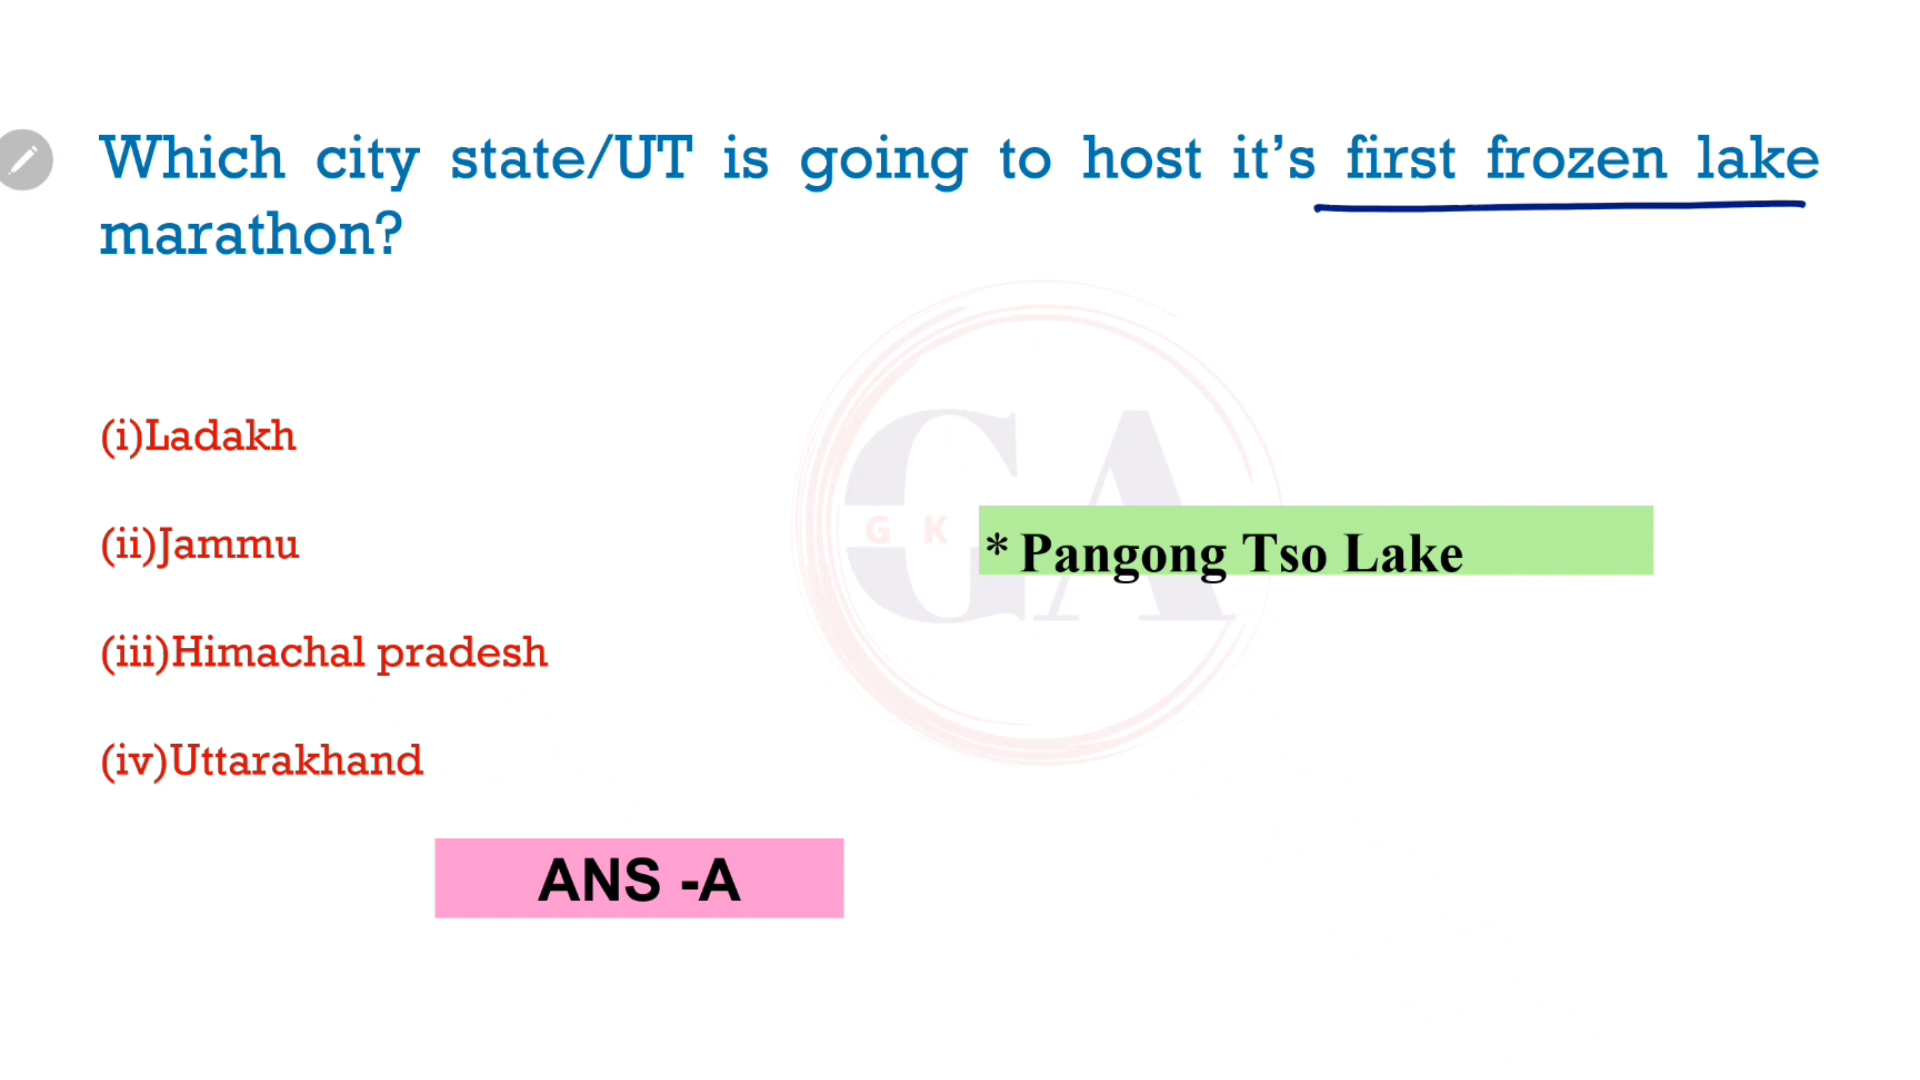 Which city state/UT is going to host it’s first frozen lake
marathon?
(i)Ladakh
(ii)Jammu
(iii)Himachal pradesh
(iv)Uttarakhand
GA
G K
* Pangong Tso Lake
ANS -A